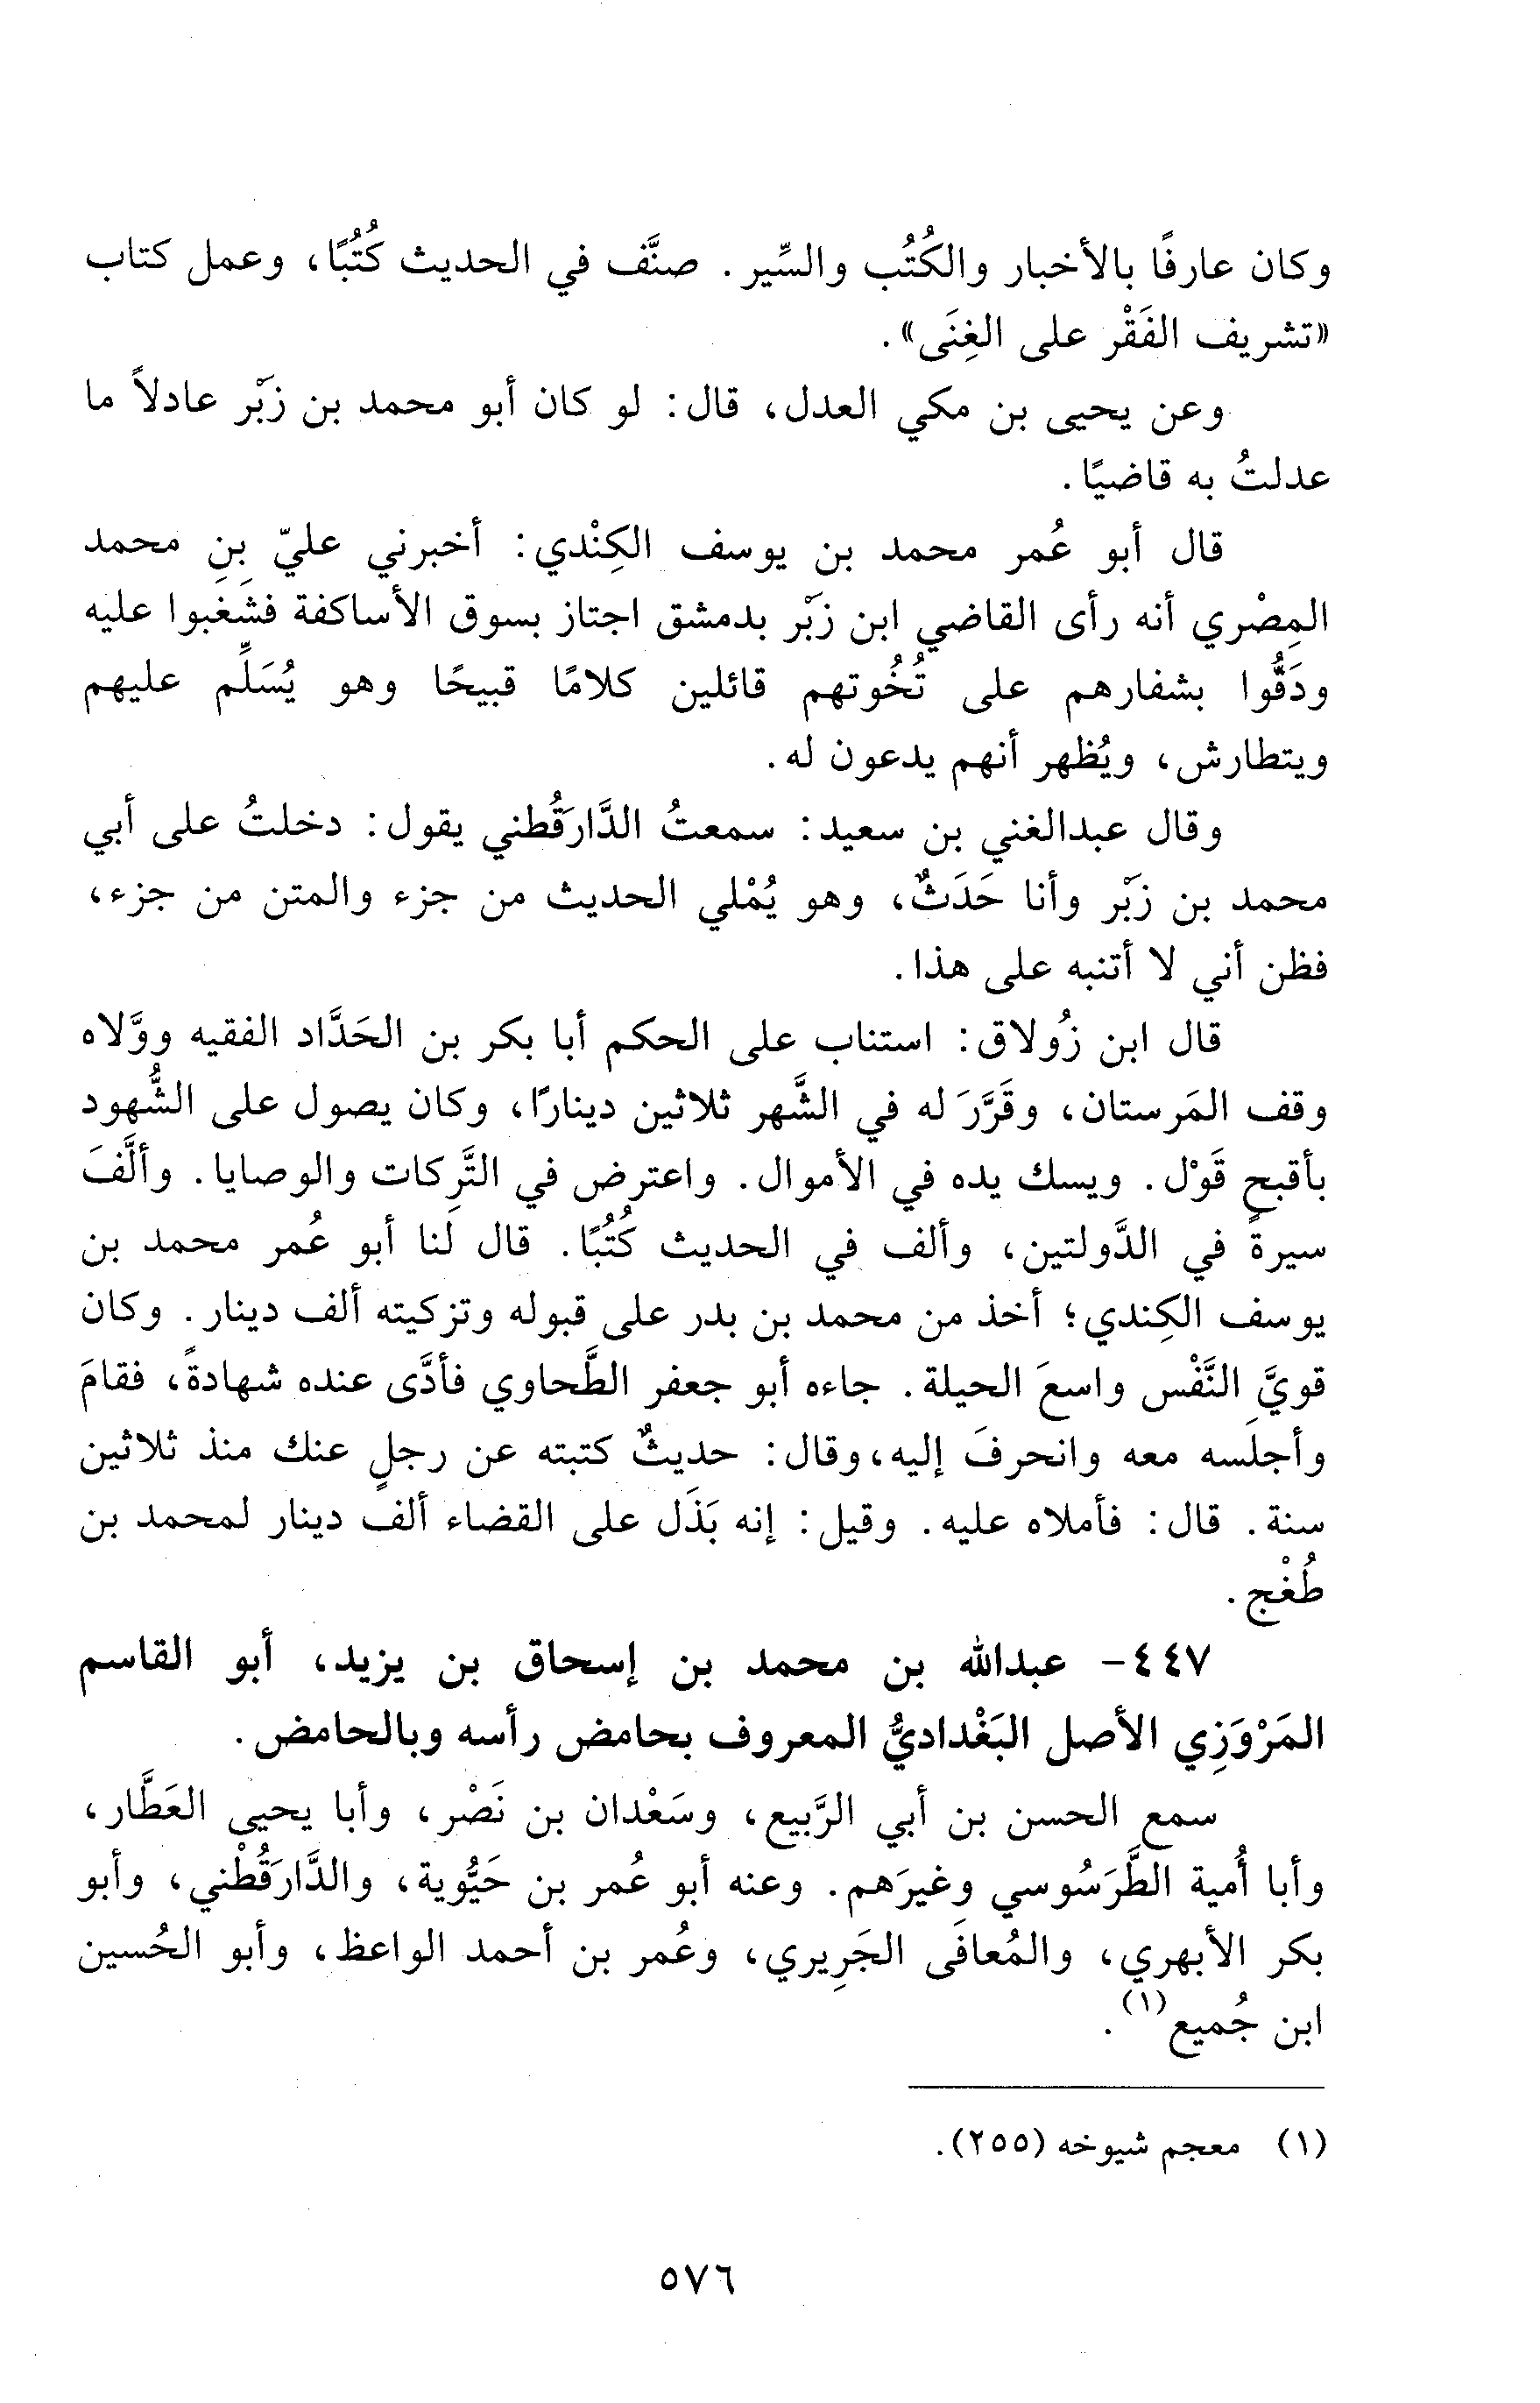 وكان عارفًا بالأخبار والكُتُب والسِّير. صنَّف في الحديث كُتُبًا، وعمل كتاب
«تشريف الفَقْر على الغِنَى».
وعن يحيى بن مكي العدل، قال: لو كان أبو محمد بن زَبْر عادلاً ما
عدلتُ به قاضيًا.
قال أبو عُمر محمد بن يوسف الكِنْدي: أخبرني عليّ بنِ محمد
المِصْري أنه رأى القاضي ابن زَبْر بدمشق اجتاز بسوق الأساكفة فشَغِبوا عليه
ودَقُّوا بشفارهم على تُخُوتهم قائلين كلامًا قبيحًا وهو يُسَلِّم عليهم
ويتطارش، ويُظهر أنهم يدعون له.
وقال عبدالغني بن سعيد: سمعتُ الدَّارَقُطني يقول: دخلتُ على أبي
محمد بن زَبْر وأنا حَدَثٌ، وهو يُمْلي الحديث من جزء والمتن من جزء،
فظن أني لا أتنبه على هذا.
قال ابن زُولاق: استناب على الحكم أبا بكر بن الحَدَّاد الفقيه ووَّلاه
وقف المَرستان، وقَرَّرَ له في الشَّهر ثلاثين دينارًا، وكان يصول على الشُّهود
بأقبحِ قَوْل. ويسك يده في الأموال. واعترض في التَّرِكات والوصايا. وألَّفَ
سيرةً في الدَّولتين، وألف في الحديث كُتُبًا. قال لنا أبو عُمر محمد بن
يوسف الكِندي؛ أخذ من محمد بن بدر على قبوله وتزكيته ألف دينار. وكان
قويَّ النَّفْس واسعَ الحيلة. جاءه أبو جعفر الطَّحاوي فأدَّى عنده شهادةً، فقامَ
وأجلَسه معه وانحرفَ إليه، وقال: حديثٌ كتبته عن رجلٍ عنك منذ ثلاثين
سنة. قال: فأملاه عليه. وقيل: إنه بَذَل على القضاء ألف دينار لمحمد بن
طُغْج.
٤٤٧- عبدالله بن محمد بن إسحاق بن يزيد، أبو القاسم
المَرْوَزِي الأصل البَغْداديُّ المعروف بحامض رأسه وبالحامض.
سمع الحسن بن أبي الرَّبيع، وسَعْدان بن نَصْر، وأبا يحيى العَطَّار،
وأبا أُمية الطَّرَسُوسي وغيرَهم. وعنه أبو عُمر بن حَيُّوية، والدَّارَقُطْني، وأبو
بكر الأبهري، والمُعافَى الجَرِيري، وعُمر بن أحمد الواعظ، وأبو الحُسين
ابن جُميع(١).
(١) معجم شيوخه (٢٥٥).
٥٧٦